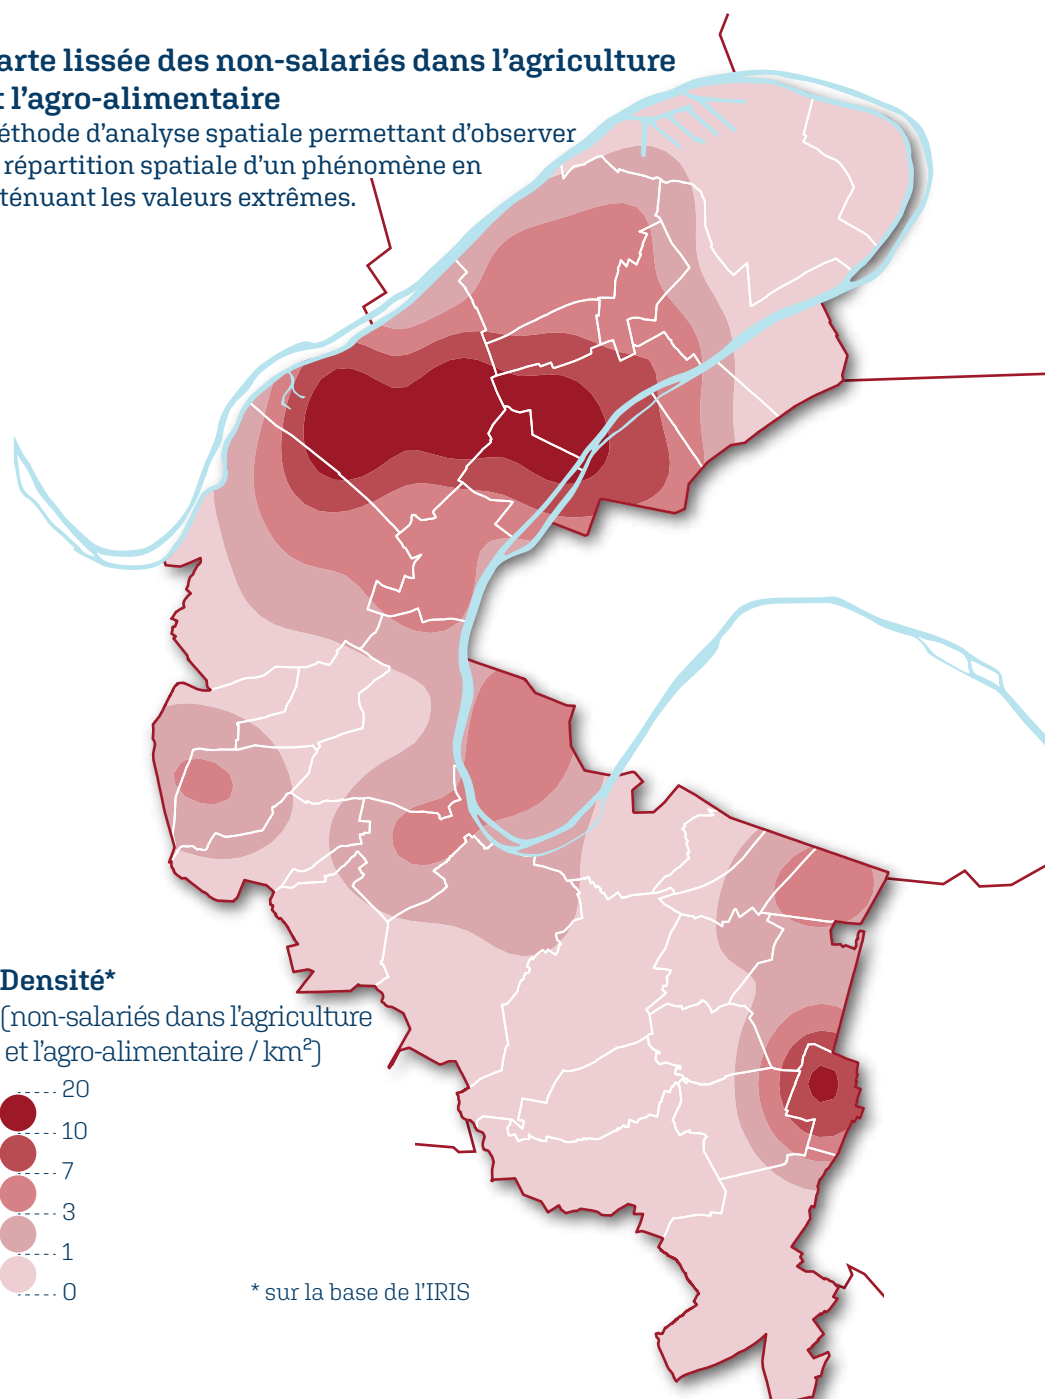 arte lissée des non-salariés dans l’agriculture
t l’agro-alimentaire
éthode d’analyse spatiale permettant d’observer
répartition spatiale d’un phénomène en
ténuant les valeurs extrêmes.
Densité*
(non-salariés dans l’agriculture
et l’agro-alimentaire / km²)
20
10
7
3
1
0
* sur la base de l’IRIS